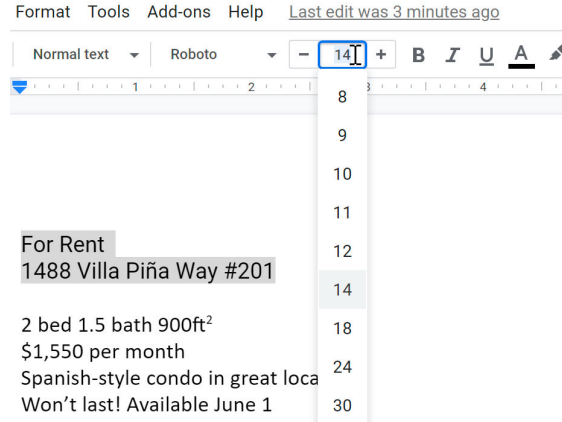 Format Tools Add-ons Help Last edit was 3 minutes ago
Normal text Roboto − 14 + B I U A
1 2 3 4
8
9
10
11
12
14
18
24
30
For Rent
1488 Villa Piña Way #201
2 bed 1.5 bath 900ft²
$1,550 per month
Spanish-style condo in great loca
Won’t last! Available June 1